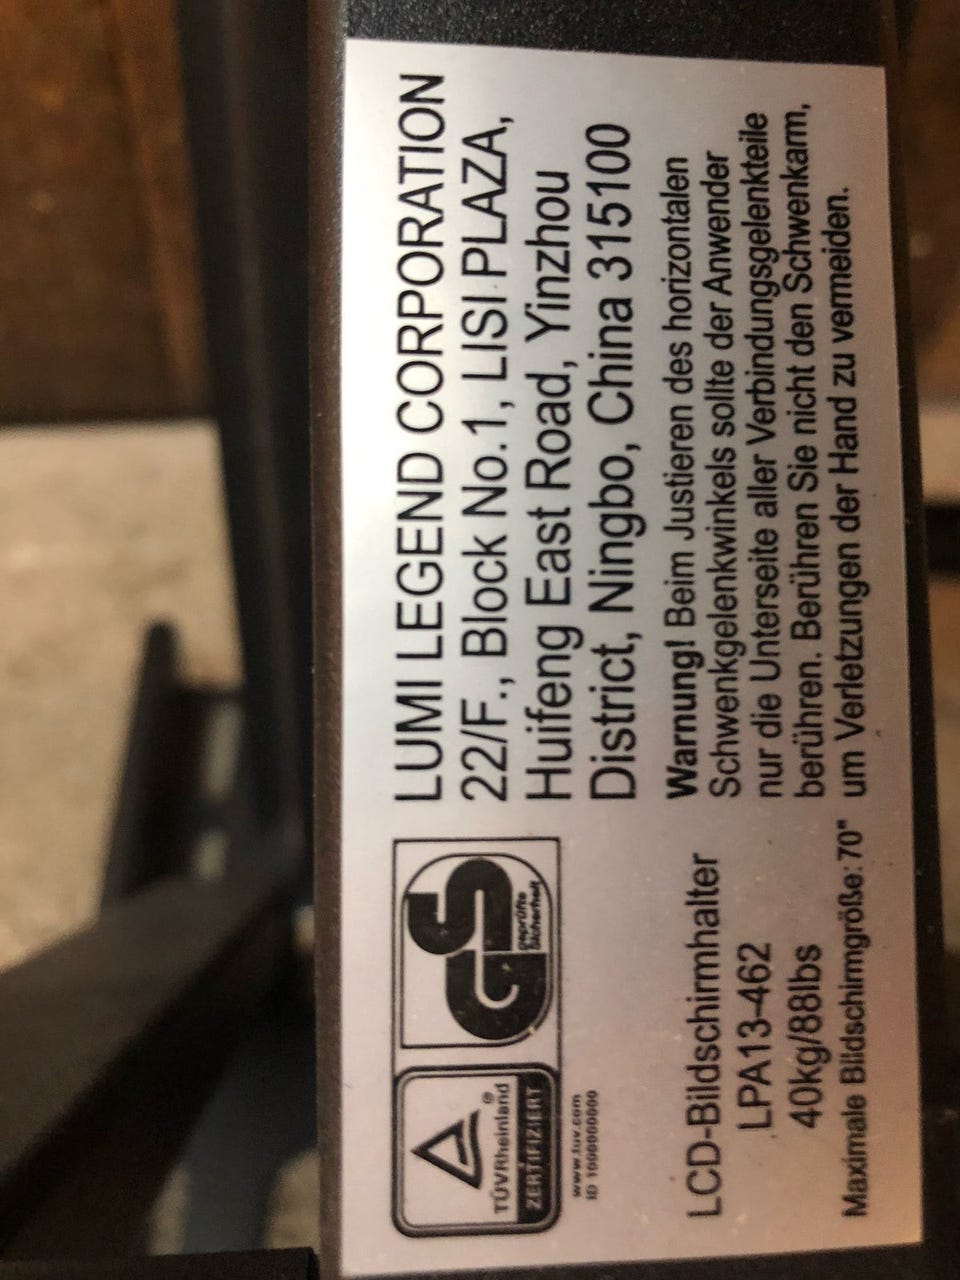 TÜVRheinland®
ZERTIFIZIERT
www.tuv.com
ID 1000000000
GS
geprüfte
Sicherheit
LUMI LEGEND CORPORATION
22/F., Block No.1, LISI PLAZA,
Huifeng East Road, Yinzhou
District, Ningbo, China 315100
LCD-Bildschirmhalter
LPA13-462
40kg/88lbs
Maximale Bildschirmgröße:70"
Warnung! Beim Justieren des horizontalen
Schwenkgelenkwinkels sollte der Anwender
nur die Unterseite aller Verbindungsgelenkteile
berühren. Berühren Sie nicht den Schwenkarm,
um Verletzungen der Hand zu vermeiden.